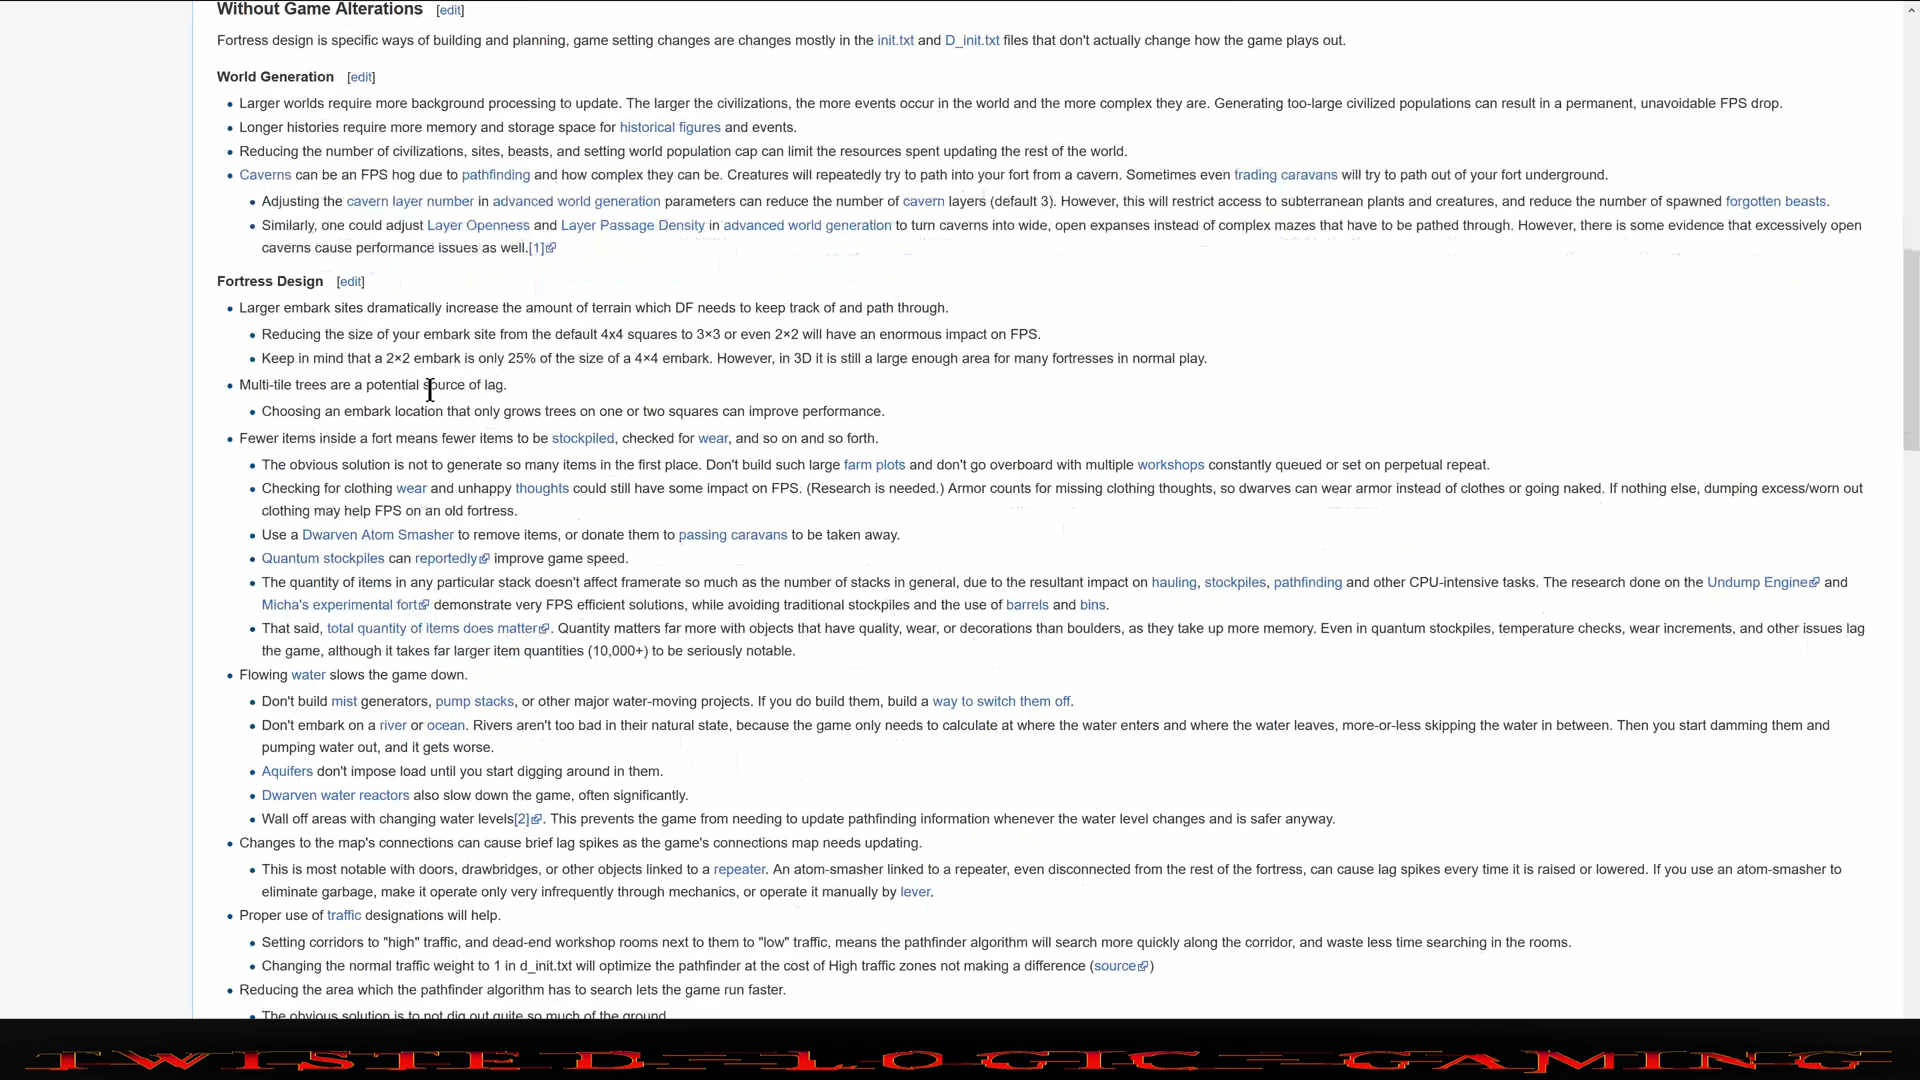 Without Game Alterations [edit]
Fortress design is specific ways of building and planning, game setting changes are changes mostly in the init.txt and D_init.txt files that don't actually change how the game plays out.
World Generation [edit]
Larger worlds require more background processing to update. The larger the civilizations, the more events occur in the world and the more complex they are. Generating too-large civilized populations can result in a permanent, unavoidable FPS drop.
Longer histories require more memory and storage space for historical figures and events.
Reducing the number of civilizations, sites, beasts, and setting world population cap can limit the resources spent updating the rest of the world.
Caverns can be an FPS hog due to pathfinding and how complex they can be. Creatures will repeatedly try to path into your fort from a cavern. Sometimes even trading caravans will try to path out of your fort underground.
Adjusting the cavern layer number in advanced world generation parameters can reduce the number of cavern layers (default 3). However, this will restrict access to subterranean plants and creatures, and reduce the number of spawned forgotten beasts.
Similarly, one could adjust Layer Openness and Layer Passage Density in advanced world generation to turn caverns into wide, open expanses instead of complex mazes that have to be pathed through. However, there is some evidence that excessively open
caverns cause performance issues as well.[1]
Fortress Design [edit]
Larger embark sites dramatically increase the amount of terrain which DF needs to keep track of and path through.
Reducing the size of your embark site from the default 4x4 squares to 3×3 or even 2×2 will have an enormous impact on FPS.
Keep in mind that a 2×2 embark is only 25% of the size of a 4×4 embark. However, in 3D it is still a large enough area for many fortresses in normal play.
Multi-tile trees are a potential source of lag.
Choosing an embark location that only grows trees on one or two squares can improve performance.
Fewer items inside a fort means fewer items to be stockpiled, checked for wear, and so on and so forth.
The obvious solution is not to generate so many items in the first place. Don't build such large farm plots and don't go overboard with multiple workshops constantly queued or set on perpetual repeat.
Checking for clothing wear and unhappy thoughts could still have some impact on FPS. (Research is needed.) Armor counts for missing clothing thoughts, so dwarves can wear armor instead of clothes or going naked. If nothing else, dumping excess/worn out
clothing may help FPS on an old fortress.
Use a Dwarven Atom Smasher to remove items, or donate them to passing caravans to be taken away.
Quantum stockpiles can reportedly improve game speed.
The quantity of items in any particular stack doesn't affect framerate so much as the number of stacks in general, due to the resultant impact on hauling, stockpiles, pathfinding and other CPU-intensive tasks. The research done on the Undump Engine and
Micha's experimental fort demonstrate very FPS efficient solutions, while avoiding traditional stockpiles and the use of barrels and bins.
That said, total quantity of items does matter. Quantity matters far more with objects that have quality, wear, or decorations than boulders, as they take up more memory. Even in quantum stockpiles, temperature checks, wear increments, and other issues lag
the game, although it takes far larger item quantities (10,000+) to be seriously notable.
Flowing water slows the game down.
Don't build mist generators, pump stacks, or other major water-moving projects. If you do build them, build a way to switch them off.
Don't embark on a river or ocean. Rivers aren't too bad in their natural state, because the game only needs to calculate at where the water enters and where the water leaves, more-or-less skipping the water in between. Then you start damming them and
pumping water out, and it gets worse.
Aquifers don't impose load until you start digging around in them.
Dwarven water reactors also slow down the game, often significantly.
Wall off areas with changing water levels[2]. This prevents the game from needing to update pathfinding information whenever the water level changes and is safer anyway.
Changes to the map's connections can cause brief lag spikes as the game's connections map needs updating.
This is most notable with doors, drawbridges, or other objects linked to a repeater. An atom-smasher linked to a repeater, even disconnected from the rest of the fortress, can cause lag spikes every time it is raised or lowered. If you use an atom-smasher to
eliminate garbage, make it operate only very infrequently through mechanics, or operate it manually by lever.
Proper use of traffic designations will help.
Setting corridors to "high" traffic, and dead-end workshop rooms next to them to "low" traffic, means the pathfinder algorithm will search more quickly along the corridor, and waste less time searching in the rooms.
Changing the normal traffic weight to 1 in d_init.txt will optimize the pathfinder at the cost of High traffic zones not making a difference (source)
Reducing the area which the pathfinder algorithm has to search lets the game run faster.
The obvious solution is to not dig out quite so much of the ground.
TWISTED-LOGIC-GAMING